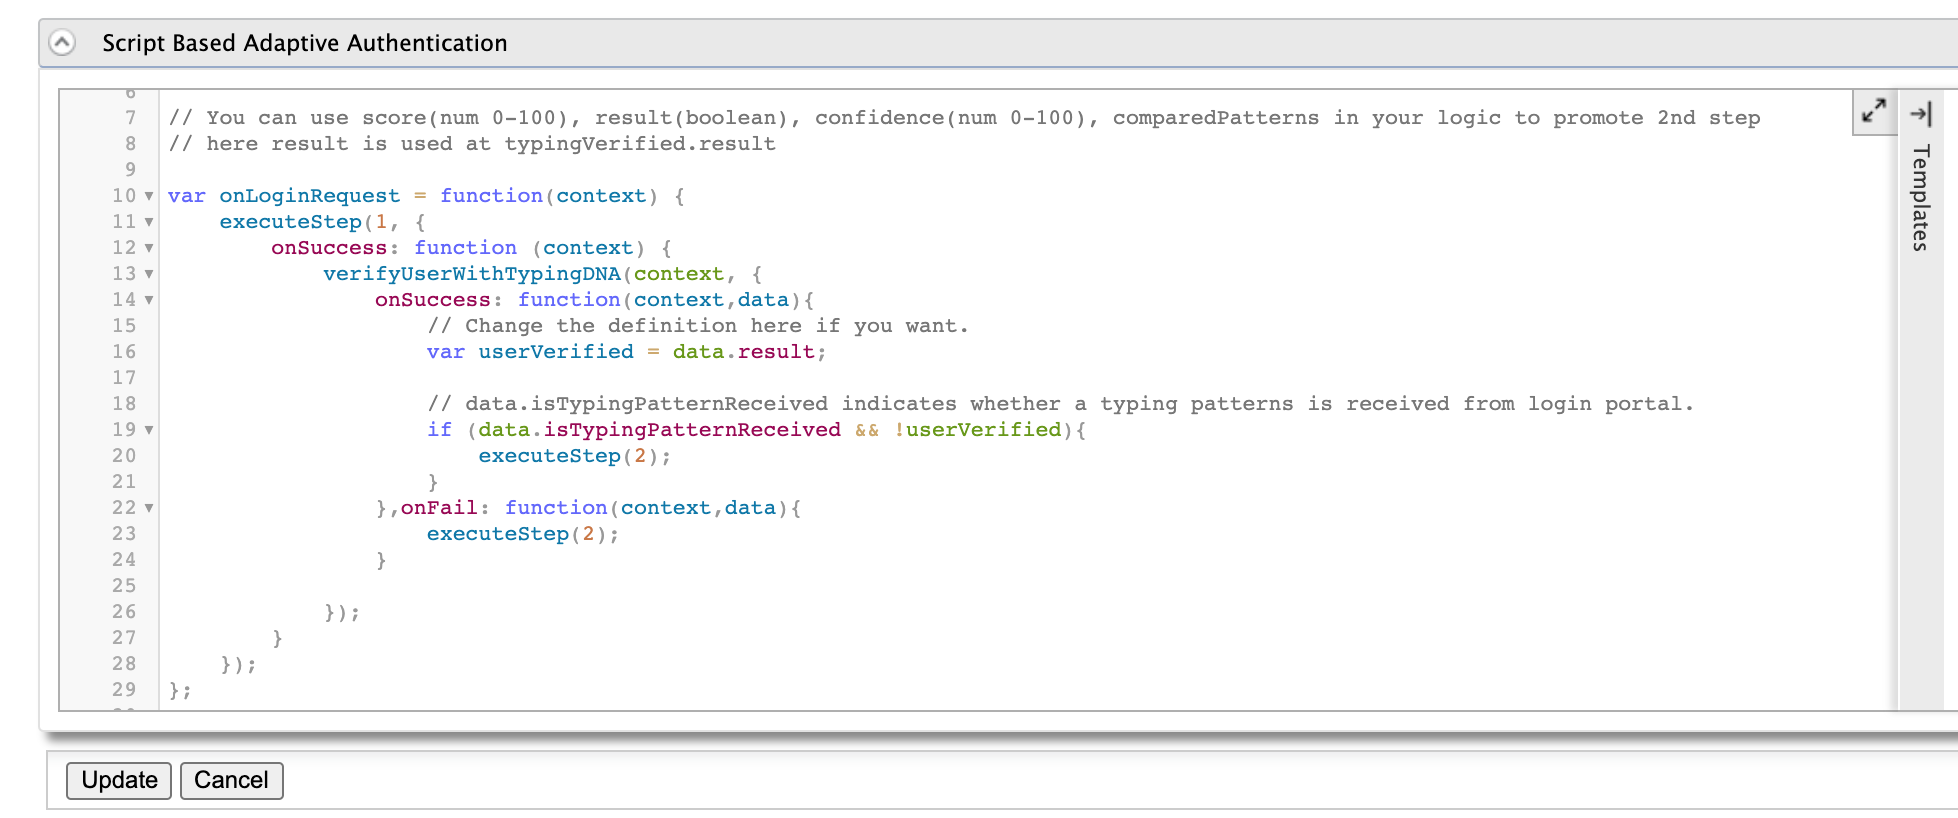 Script Based Adaptive Authentication
6
7 // You can use score(num 0-100), result(boolean), confidence(num 0-100), comparedPatterns in your logic to promote 2nd step
8 // here result is used at typingVerified.result
9
10 var onLoginRequest = function(context) {
11     executeStep(1, {
12         onSuccess: function (context) {
13             verifyUserWithTypingDNA(context, {
14                 onSuccess: function(context,data){
15                     // Change the definition here if you want.
16                     var userVerified = data.result;
17
18                     // data.isTypingPatternReceived indicates whether a typing patterns is received from login portal.
19                     if (data.isTypingPatternReceived && !userVerified){
20                         executeStep(2);
21                     }
22                 },onFail: function(context,data){
23                     executeStep(2);
24                 }
25
26             });
27         }
28     });
29 };
Templates
Update
Cancel